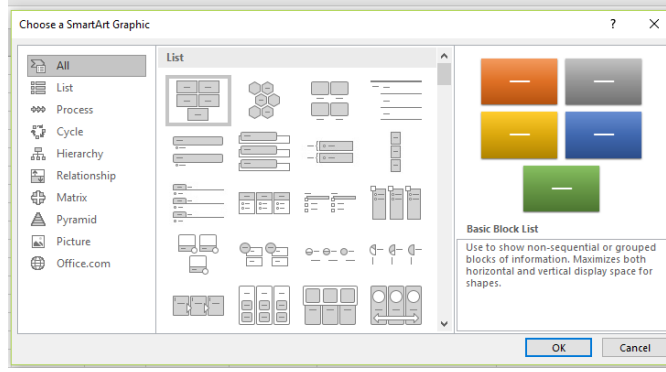 Choose a SmartArt Graphic
?
All
List
Process
Cycle
Hierarchy
Relationship
Matrix
Pyramid
Picture
Office.com
List
Basic Block List
Use to show non-sequential or grouped
blocks of information. Maximizes both
horizontal and vertical display space for
shapes.
OK
Cancel